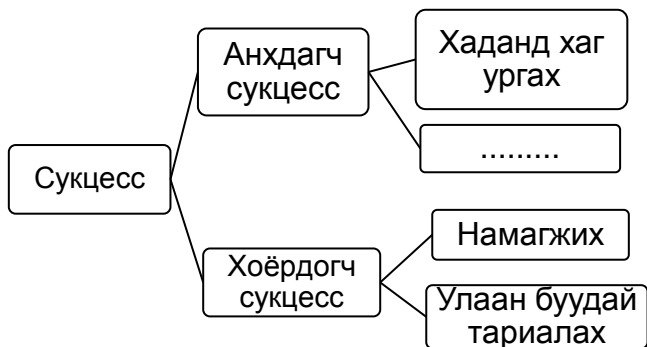 Сукцесс
Анхдагч
сукцесс
Хаданд хаг
ургах
.........
Хоёрдогч
сукцесс
Намагжих
Улаан буудай
тариалах